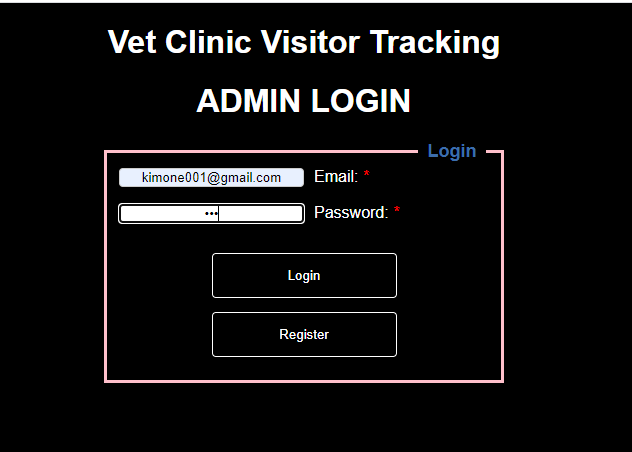 Vet Clinic Visitor Tracking
ADMIN LOGIN
Login
kimone001@gmail.com Email: *
••• Password: *
Login
Register